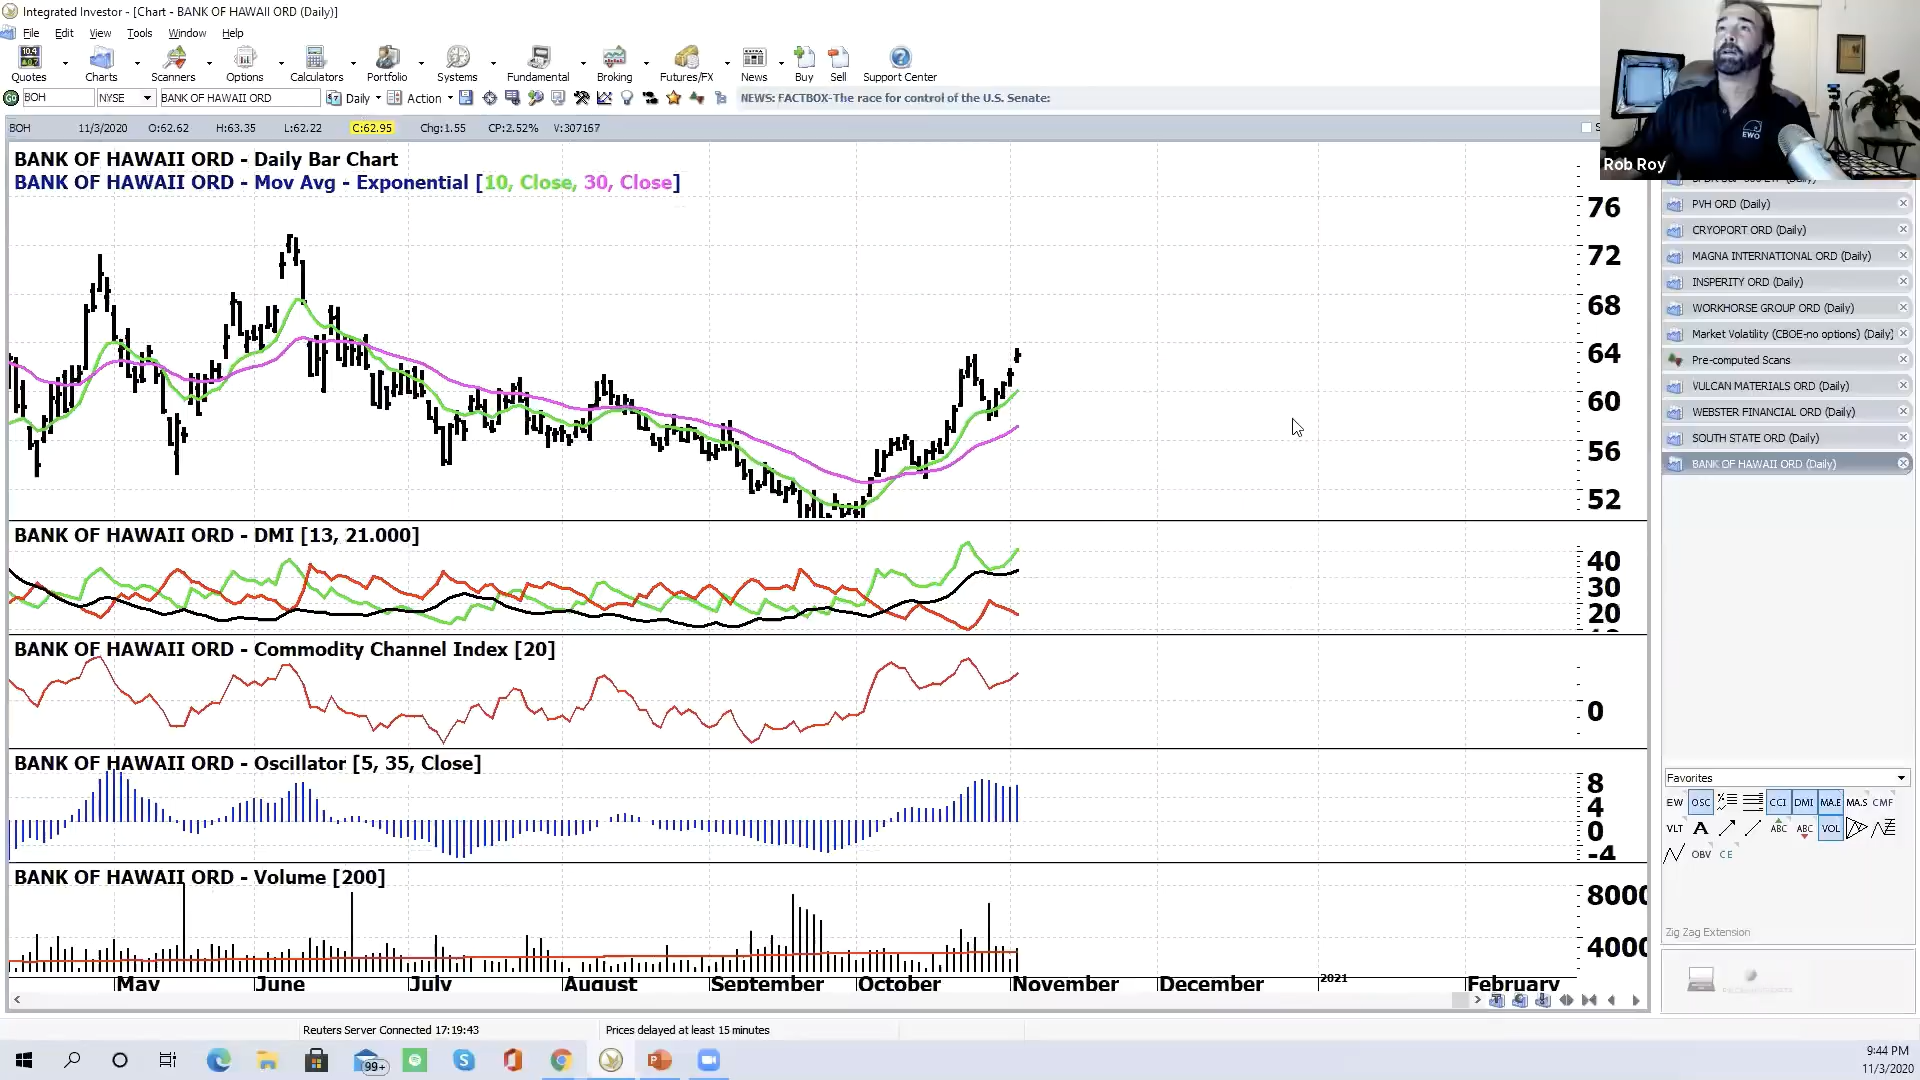 Integrated Investor - [Chart - BANK OF HAWAII ORD (Daily)]
File Edit View Tools Window Help
Quotes Charts Scanners Options Calculators Portfolio Systems Fundamental Broking Futures/FX News Buy Sell Support Center
GO BOH NYSE BANK OF HAWAII ORD Daily Action NEWS: FACTBOX-The race for control of the U.S. Senate:
BOH 11/3/2020 O:62.62 H:63.35 L:62.22 C:62.95 Chg:1.55 CP:2.52% V:307167
EWO
Rob Roy
BANK OF HAWAII ORD - Daily Bar Chart
BANK OF HAWAII ORD - Mov Avg - Exponential [10, Close, 30, Close]
76
72
68
64
60
56
52
BANK OF HAWAII ORD - DMI [13, 21.000]
40
30
20
BANK OF HAWAII ORD - Commodity Channel Index [20]
0
BANK OF HAWAII ORD - Oscillator [5, 35, Close]
8
4
0
-4
BANK OF HAWAII ORD - Volume [200]
8000
4000
May June July August September October November December 2021 February
PVH ORD (Daily)
CRYOPORT ORD (Daily)
MAGNA INTERNATIONAL ORD (Daily)
INSPERITY ORD (Daily)
WORKHORSE GROUP ORD (Daily)
Market Volatility (CBOE-no options) (Daily)
Pre-computed Scans
VULCAN MATERIALS ORD (Daily)
WEBSTER FINANCIAL ORD (Daily)
SOUTH STATE ORD (Daily)
BANK OF HAWAII ORD (Daily)
Favorites
EW OSC CCI DMI MA.E MA.S CMF
VLT A ABC ABC VOL
OBV CE
Zig Zag Extension
Reuters Server Connected 17:19:43 Prices delayed at least 15 minutes
99+
9:44 PM
11/3/2020